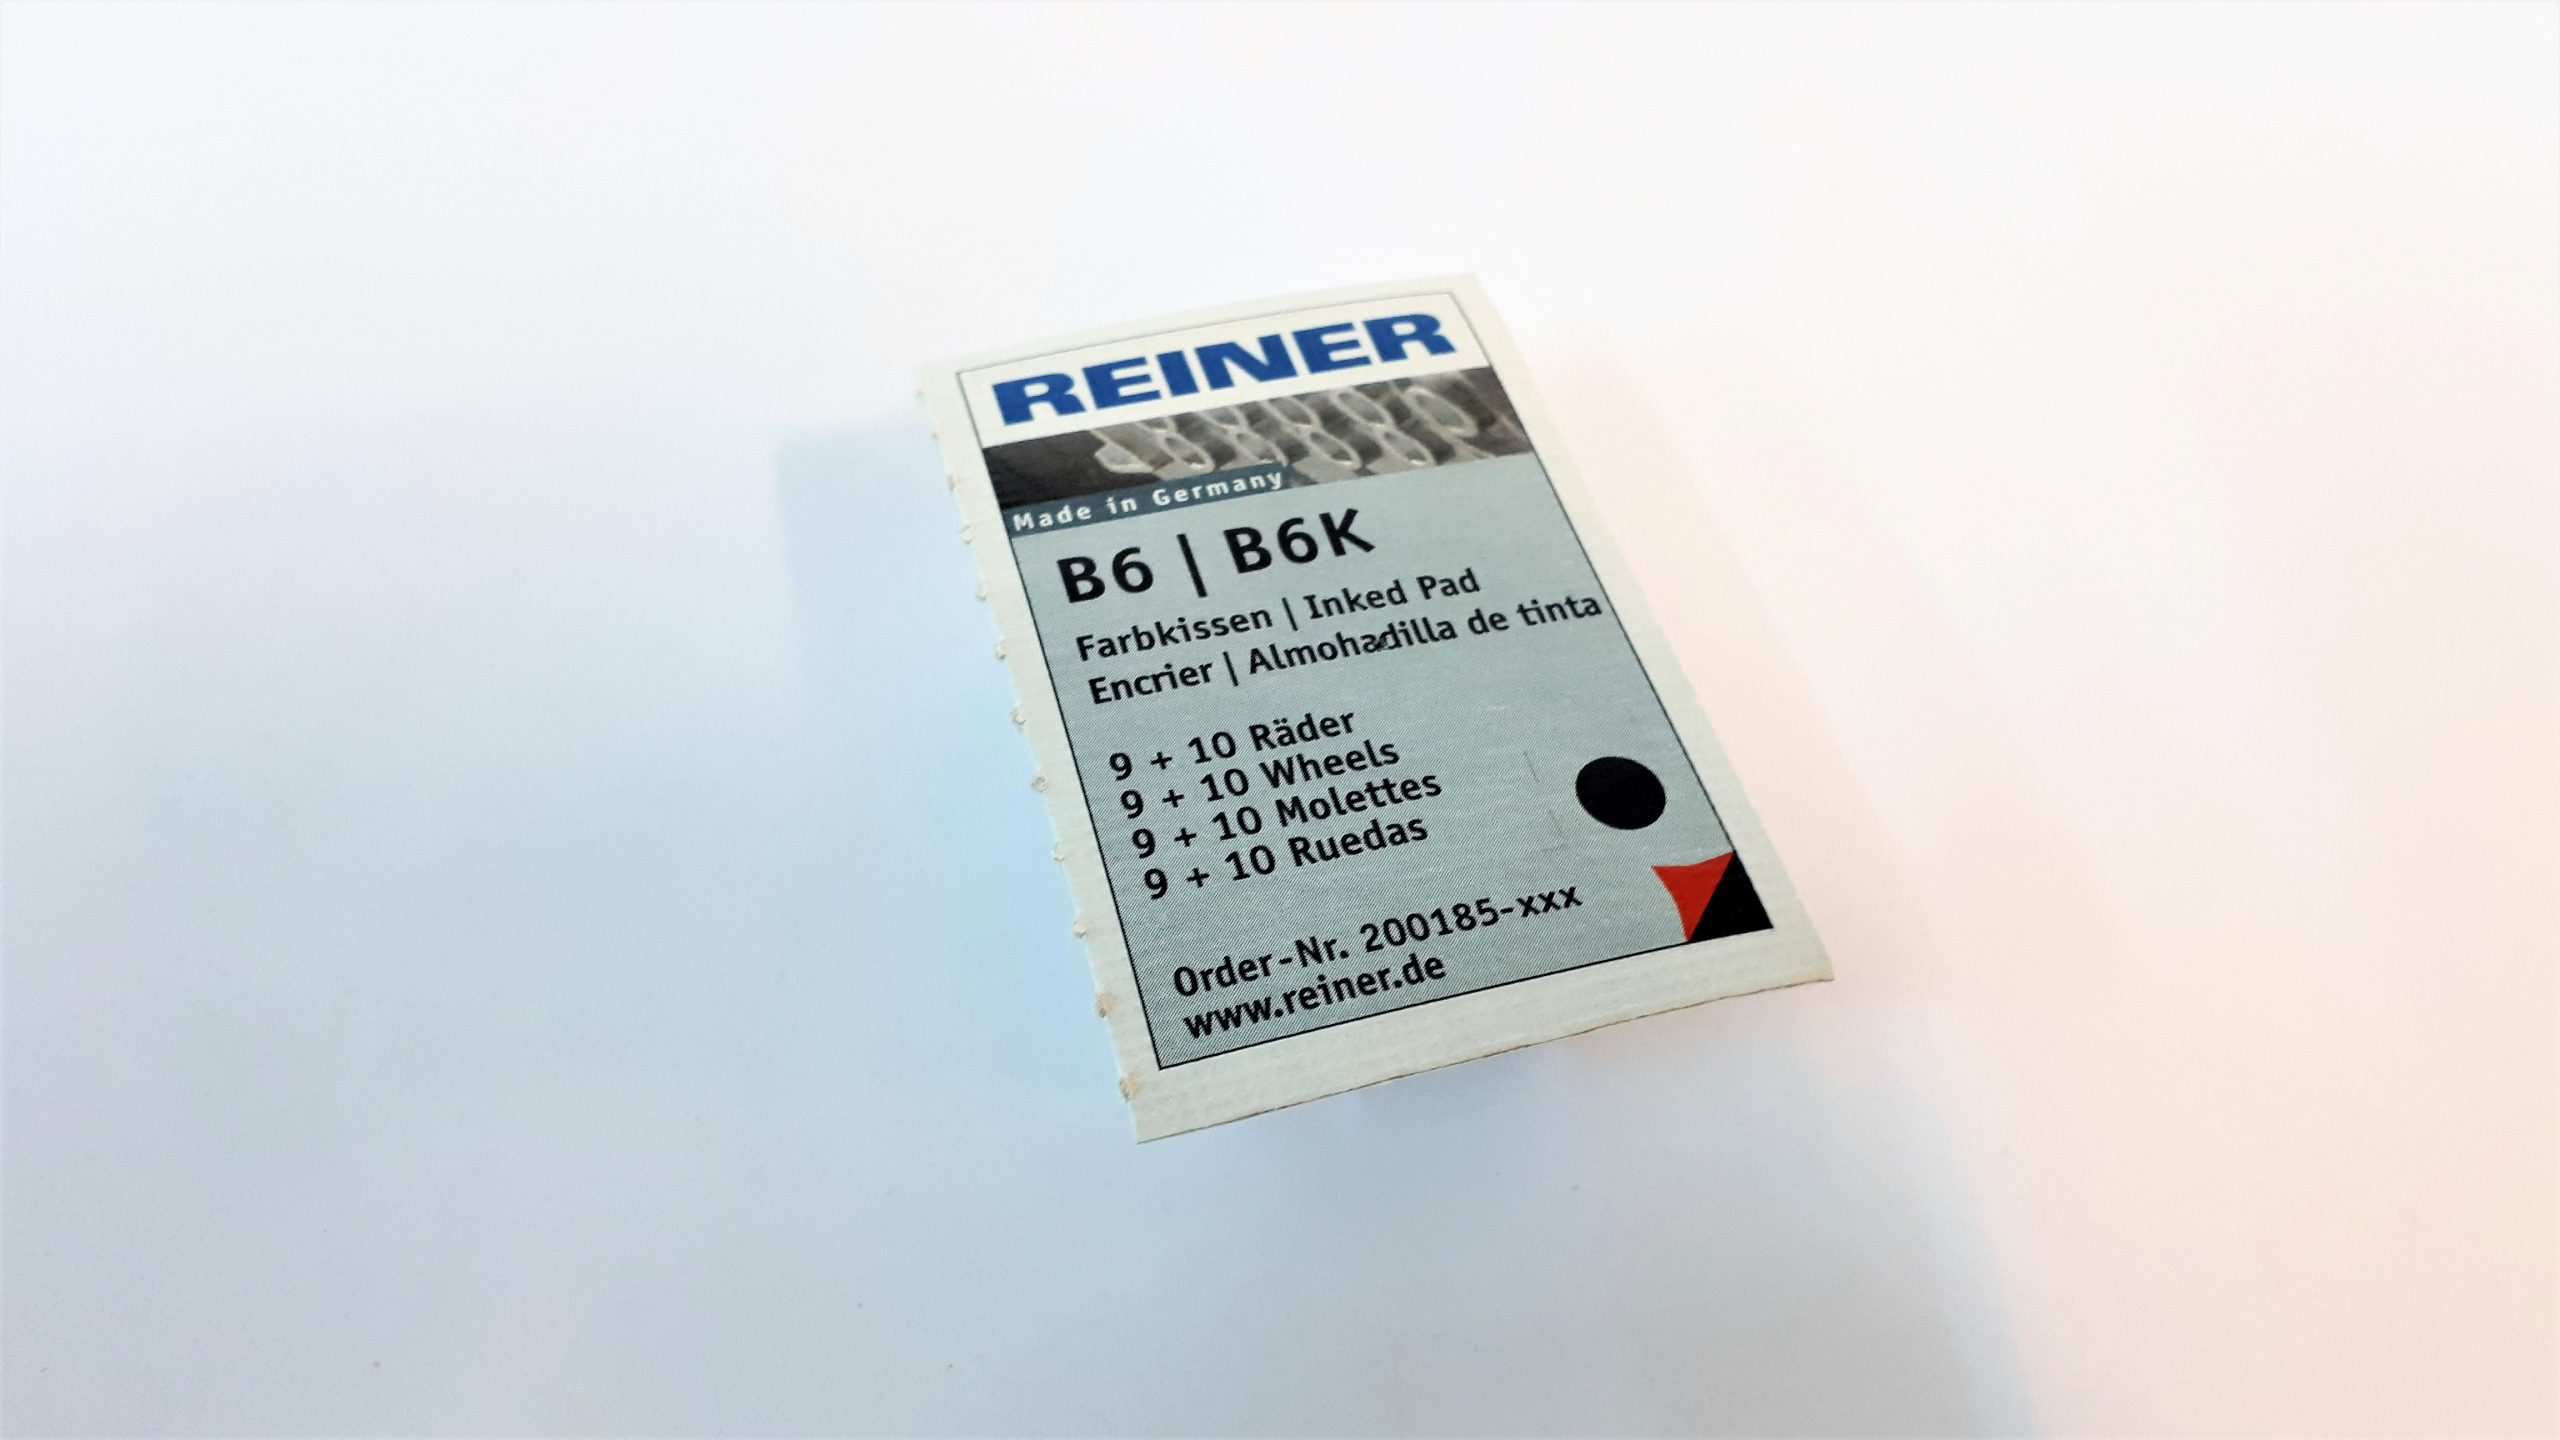 REINER
Made in Germany
B6 | B6K
Farbkissen | Inked Pad
Encrier | Almohadilla de tinta
9 + 10 Räder
9 + 10 Wheels
9 + 10 Molettes
9 + 10 Ruedas
Order-Nr. 200185-xxx
www.reiner.de